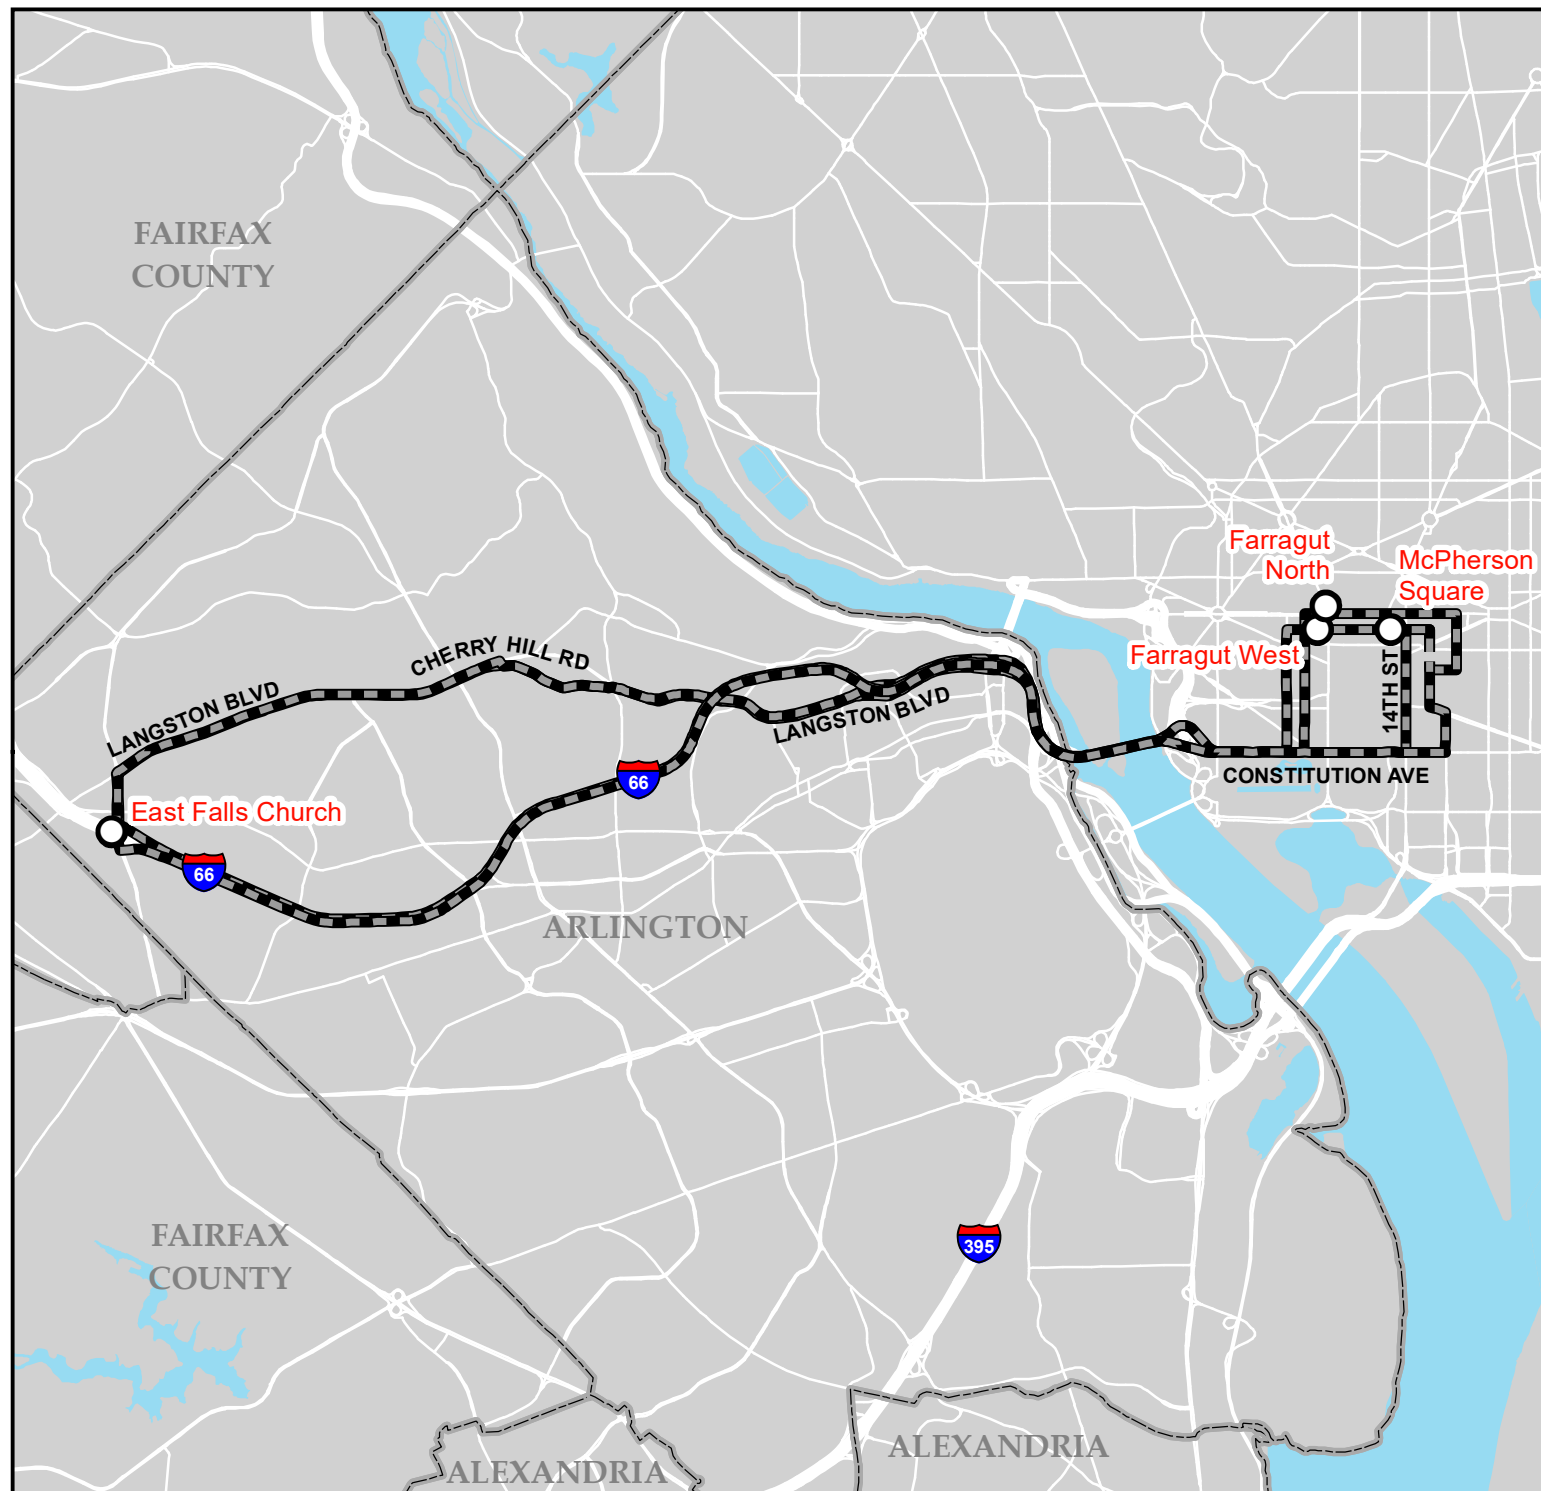 FAIRFAX
COUNTY
Farragut
North
McPherson
Square
CHERRY HILL RD
Farragut West
14TH ST
LANGSTON BLVD
LANGSTON BLVD
66
CONSTITUTION AVE
East Falls Church
66
ARLINGTON
FAIRFAX
COUNTY
395
ALEXANDRIA
ALEXANDRIA